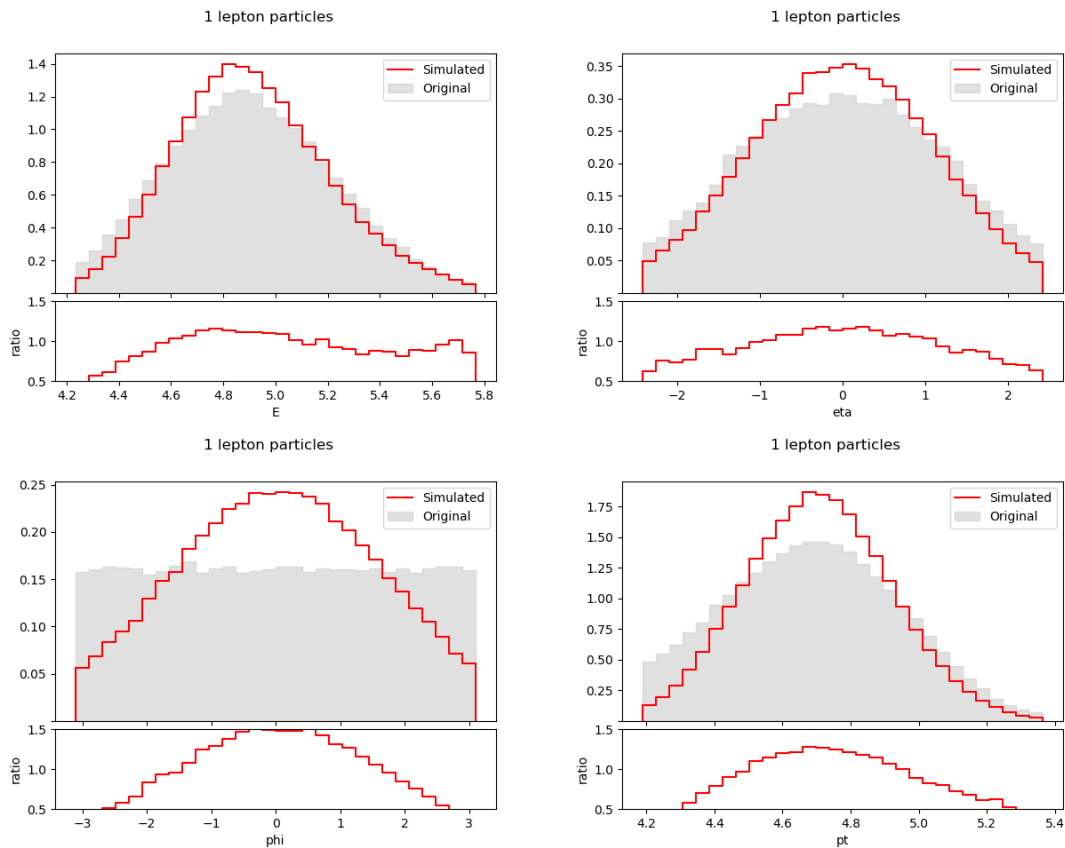 1 lepton particles
1.4
1.2
1.0
0.8
0.6
0.4
0.2
Simulated
Original
1.5
1.0
0.5
ratio
4.2 4.4 4.6 4.8 5.0 5.2 5.4 5.6 5.8
E
1 lepton particles
0.35
0.30
0.25
0.20
0.15
0.10
0.05
Simulated
Original
1.5
1.0
0.5
ratio
−2 −1 0 1 2
eta
1 lepton particles
0.25
0.20
0.15
0.10
0.05
Simulated
Original
1.5
1.0
0.5
ratio
−3 −2 −1 0 1 2 3
phi
1 lepton particles
1.75
1.50
1.25
1.00
0.75
0.50
0.25
Simulated
Original
1.5
1.0
0.5
ratio
4.2 4.4 4.6 4.8 5.0 5.2 5.4
pt